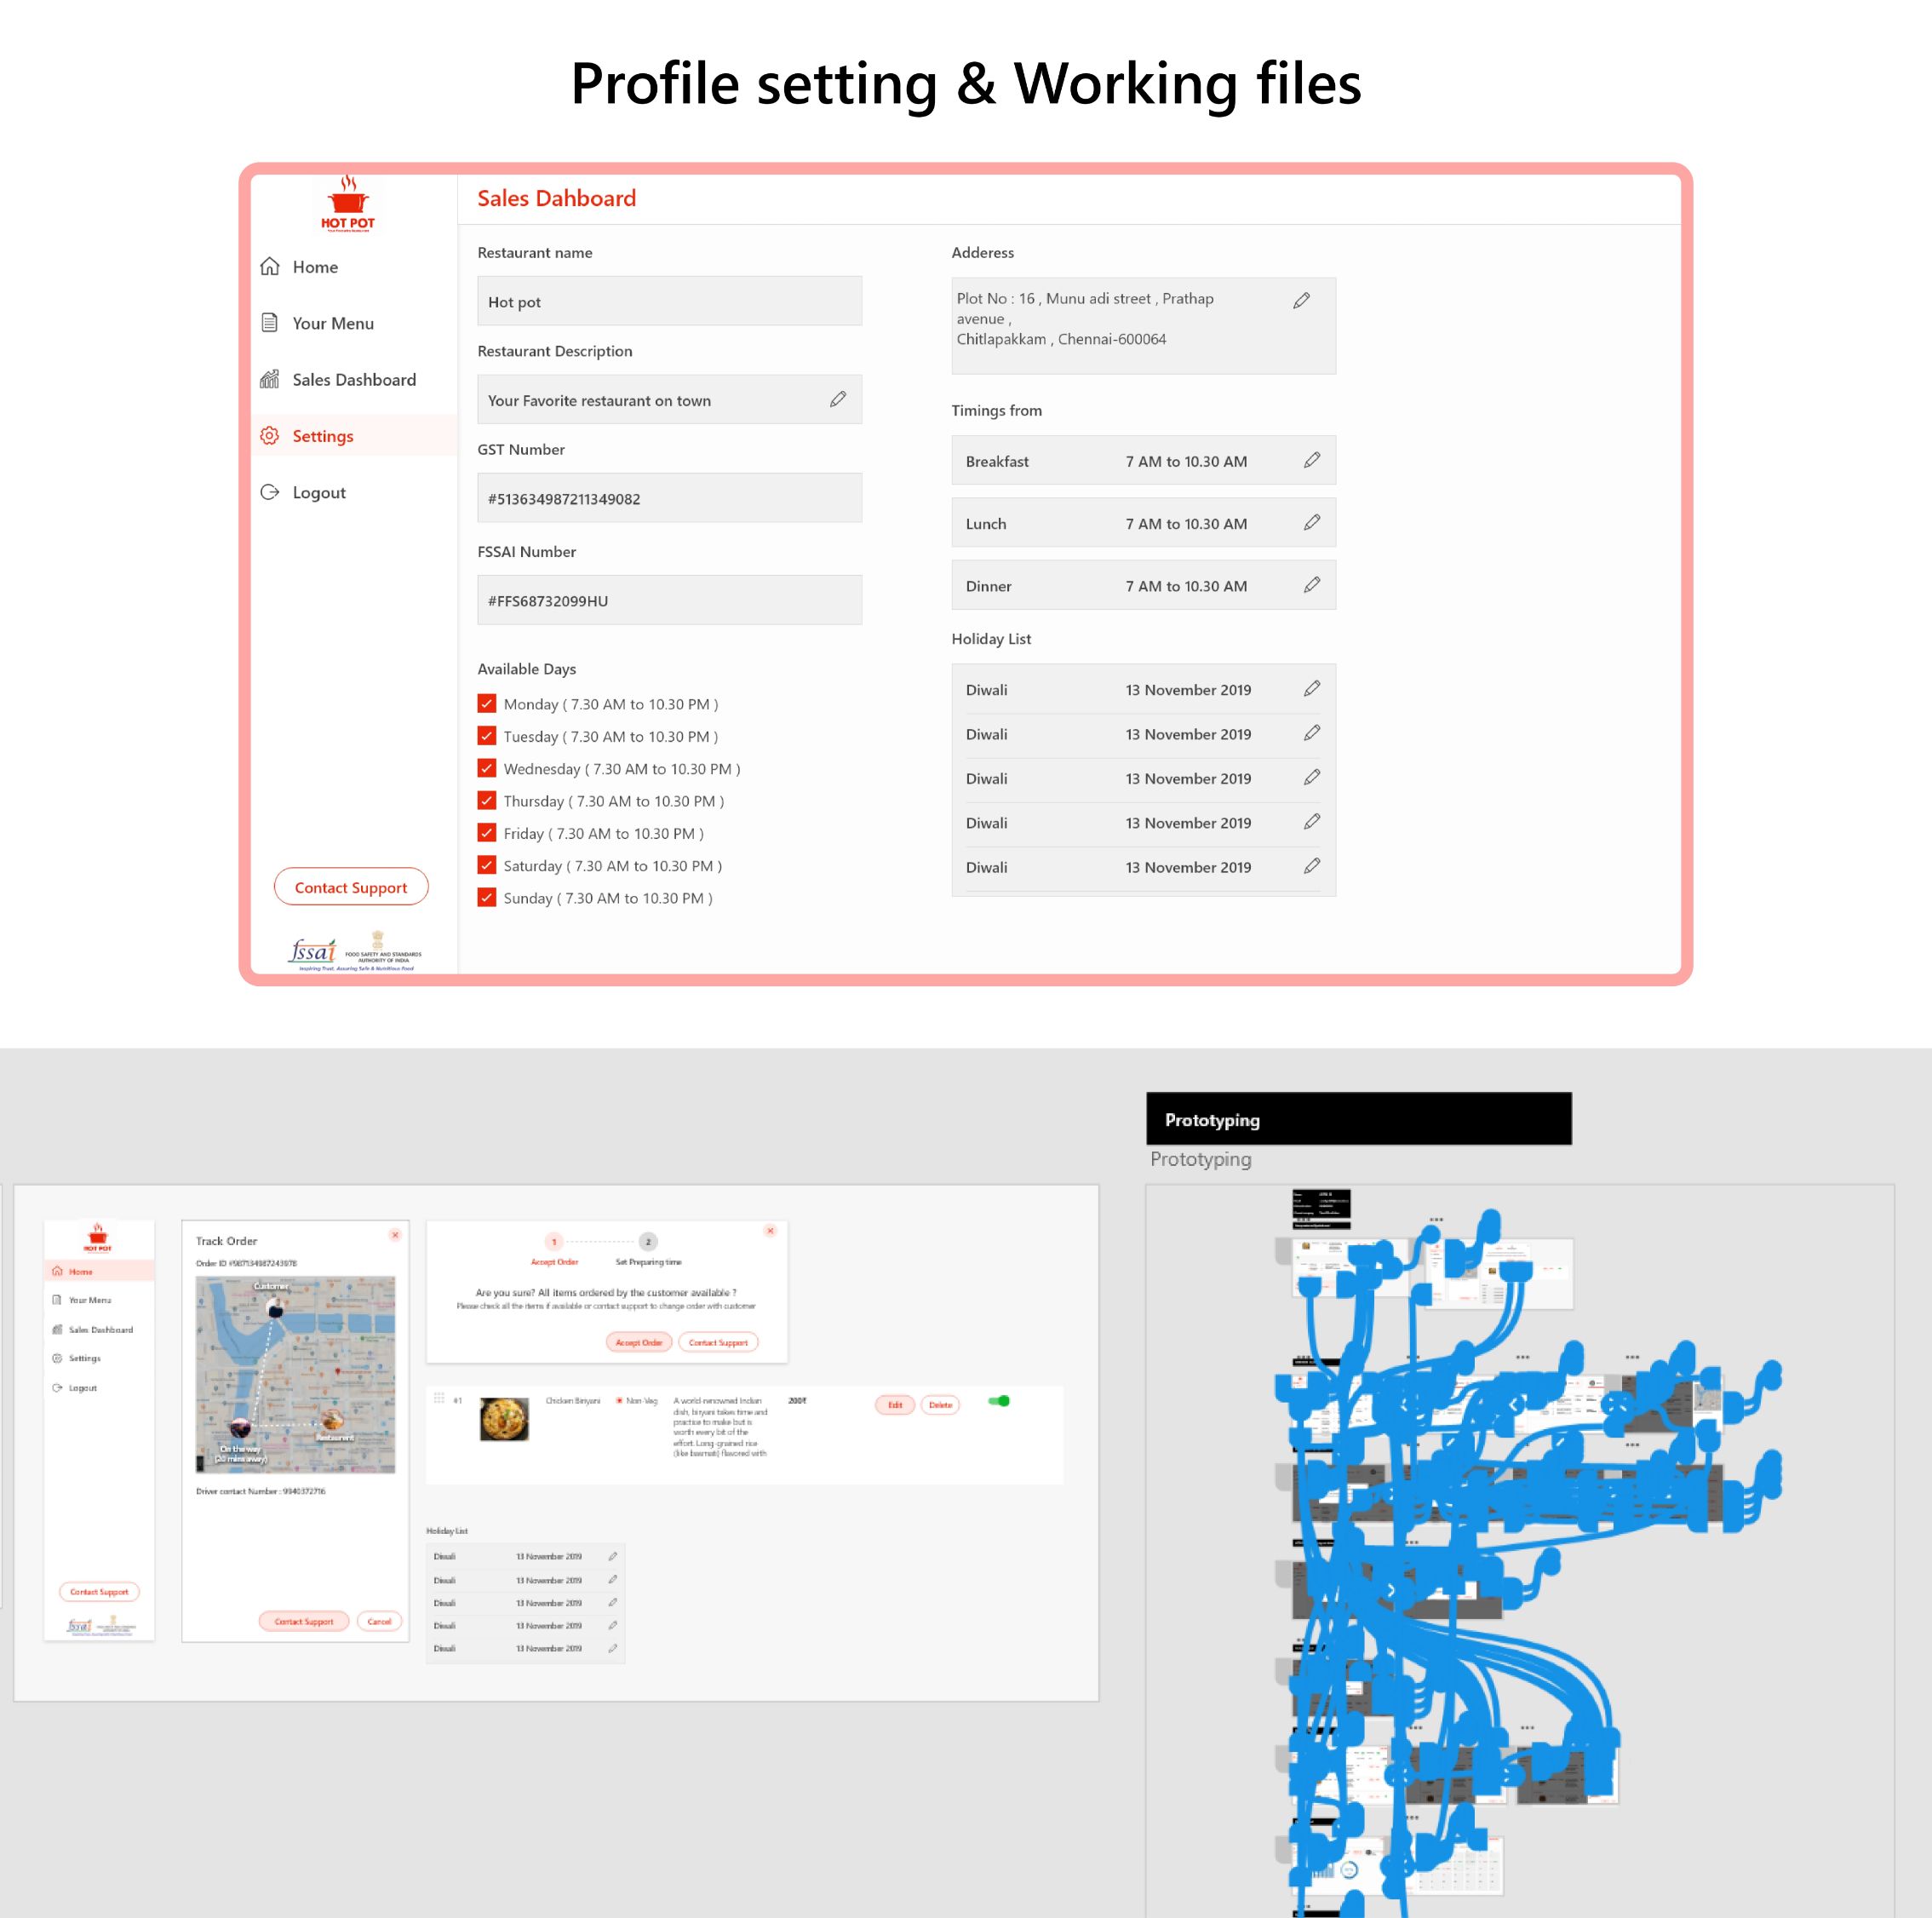 Profile setting & Working files
HOT POT
Home
Your Menu
Sales Dashboard
Settings
Logout
Contact Support
fssai
FOOD SAFETY AND STANDARDS
AUTHORITY OF INDIA
Inspiring Trust, Assuring Safe & Nutritious Food
Sales Dahboard
Restaurant name
Hot pot
Restaurant Description
Your Favorite restaurant on town
GST Number
#513634987211349082
FSSAI Number
#FFS68732099HU
Available Days
Monday ( 7.30 AM to 10.30 PM )
Tuesday ( 7.30 AM to 10.30 PM )
Wednesday ( 7.30 AM to 10.30 PM )
Thursday ( 7.30 AM to 10.30 PM )
Friday ( 7.30 AM to 10.30 PM )
Saturday ( 7.30 AM to 10.30 PM )
Sunday ( 7.30 AM to 10.30 PM )
Adderess
Plot No : 16 , Munu adi street , Prathap
avenue ,
Chitlapakkam , Chennai-600064
Timings from
Breakfast 7 AM to 10.30 AM
Lunch 7 AM to 10.30 AM
Dinner 7 AM to 10.30 AM
Holiday List
Diwali 13 November 2019
Diwali 13 November 2019
Diwali 13 November 2019
Diwali 13 November 2019
Diwali 13 November 2019
HOT POT
Home
Your Menu
Sales Dashboard
Settings
Logout
Contact Support
fssai
Track Order
Order ID #987134987243978
Customer
On the way
(20 mins away)
Restaurant
Driver contact Number : 9940372716
Contact Support Cancel
1 2
Accept Order Set Preparing time
Are you sure? All items ordered by the customer available ?
Please check all the items if available or contact support to change order with customer
Accept Order Contact Support
#1 Chicken Biriyani Non-Veg
A world-renowned Indian
dish, biryani takes time and
practice to make but is
worth every bit of the
effort. Long-grained rice
(like basmati) flavored with
200₹
Edit Delete
Holiday List
Diwali 13 November 2019
Diwali 13 November 2019
Diwali 13 November 2019
Diwali 13 November 2019
Diwali 13 November 2019
Prototyping
Prototyping